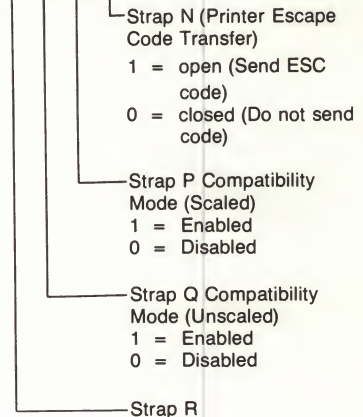 Strap N (Printer Escape
Code Transfer)
1 = open (Send ESC
code)
0 = closed (Do not send
code)
Strap P Compatibility
Mode (Scaled)
1 = Enabled
0 = Disabled
Strap Q Compatibility
Mode (Unscaled)
1 = Enabled
0 = Disabled
Strap R